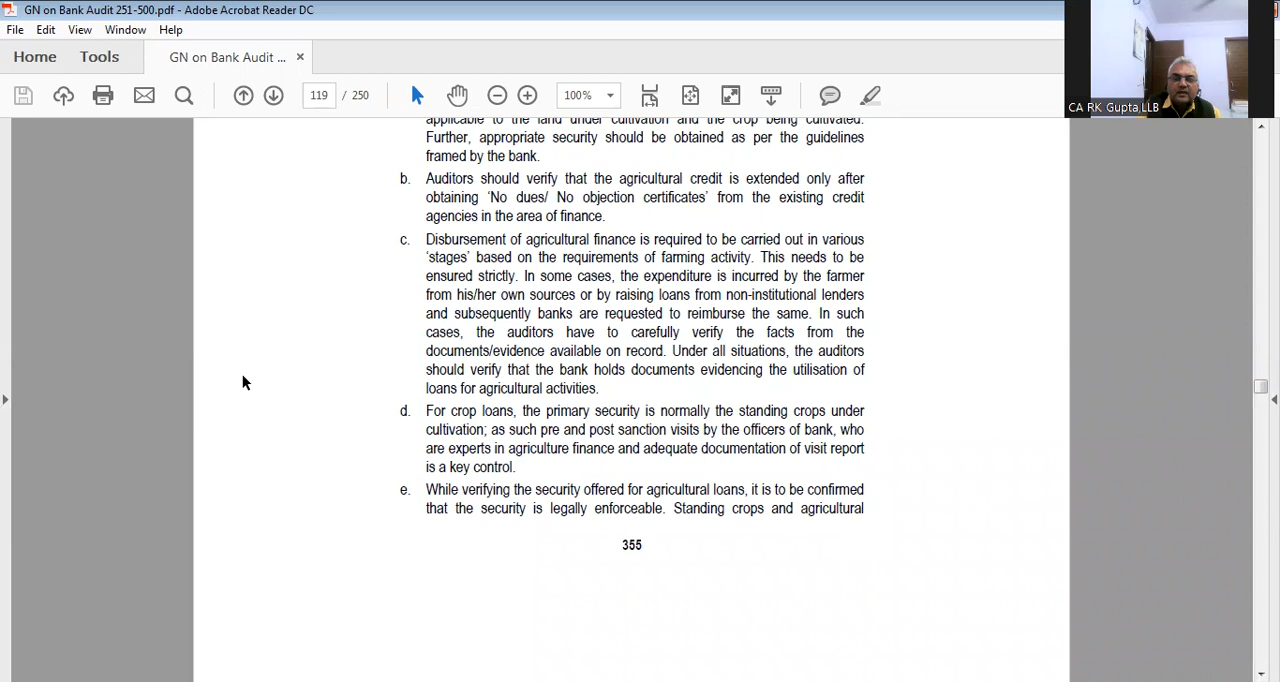 GN on Bank Audit 251-500.pdf - Adobe Acrobat Reader DC
File Edit View Window Help
Home Tools GN on Bank Audit ... ×
119 / 250 100%
CA RK Gupta,LLB
applicable to the land under cultivation and the crop being cultivated.
Further, appropriate security should be obtained as per the guidelines
framed by the bank.
b. Auditors should verify that the agricultural credit is extended only after
obtaining 'No dues/ No objection certificates' from the existing credit
agencies in the area of finance.
c. Disbursement of agricultural finance is required to be carried out in various
'stages' based on the requirements of farming activity. This needs to be
ensured strictly. In some cases, the expenditure is incurred by the farmer
from his/her own sources or by raising loans from non-institutional lenders
and subsequently banks are requested to reimburse the same. In such
cases, the auditors have to carefully verify the facts from the
documents/evidence available on record. Under all situations, the auditors
should verify that the bank holds documents evidencing the utilisation of
loans for agricultural activities.
d. For crop loans, the primary security is normally the standing crops under
cultivation; as such pre and post sanction visits by the officers of bank, who
are experts in agriculture finance and adequate documentation of visit report
is a key control.
e. While verifying the security offered for agricultural loans, it is to be confirmed
that the security is legally enforceable. Standing crops and agricultural
355